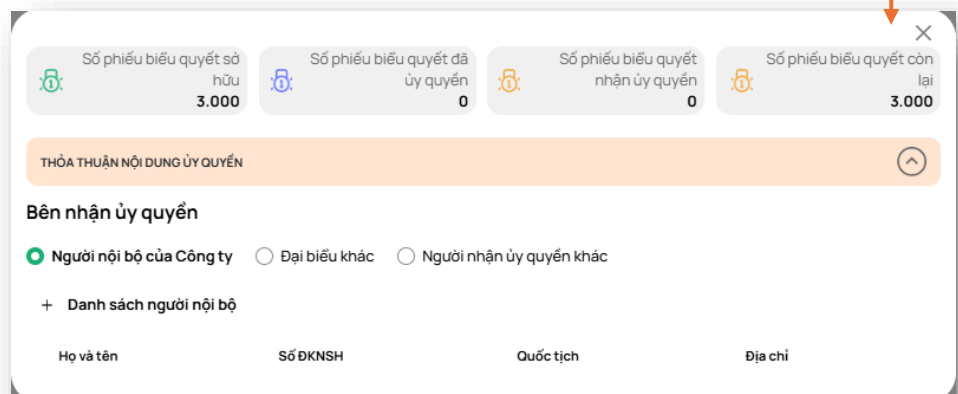 Số phiếu biểu quyết sở
hữu
3.000
Số phiếu biểu quyết đã
ủy quyền
0
Số phiếu biểu quyết
nhận ủy quyền
0
Số phiếu biểu quyết còn
lại
3.000
THỎA THUẬN NỘI DUNG ỦY QUYỀN
Bên nhận ủy quyền
Người nội bộ của Công ty Đại biểu khác Người nhận ủy quyền khác
+ Danh sách người nội bộ
Họ và tên Số ĐKNSH Quốc tịch Địa chỉ